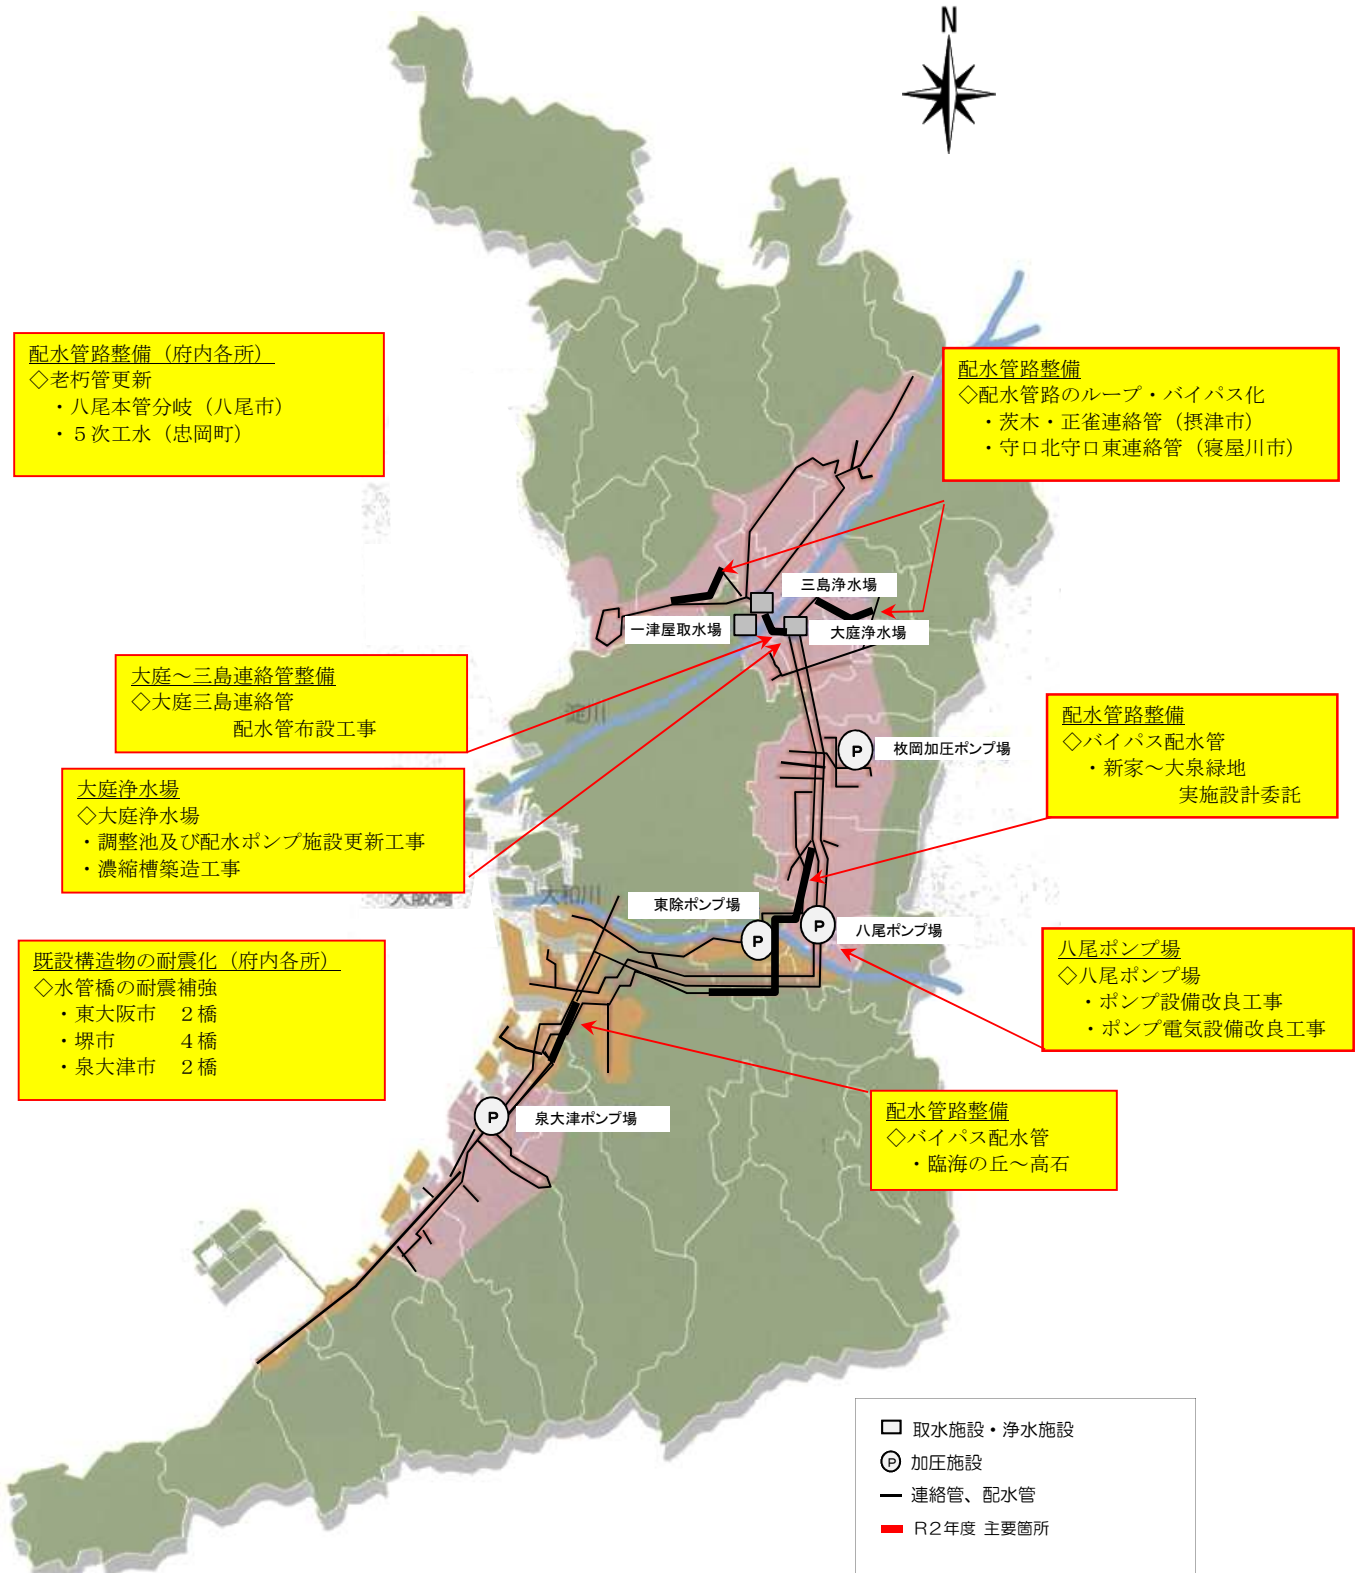 N
配水管路整備（府内各所）
◇老朽管更新
・八尾本管分岐（八尾市）
・５次工水（忠岡町）
配水管路整備
◇配水管路のループ・バイパス化
・茨木・正雀連絡管（摂津市）
・守口北守口東連絡管（寝屋川市）
三島浄水場
一津屋取水場
大庭浄水場
大庭～三島連絡管整備
◇大庭三島連絡管
配水管布設工事
淀川
配水管路整備
◇バイパス配水管
・新家～大泉緑地
実施設計委託
P
枚岡加圧ポンプ場
大庭浄水場
◇大庭浄水場
・調整池及び配水ポンプ施設更新工事
・濃縮槽築造工事
大阪湾
大和川
東除ポンプ場
P
P
八尾ポンプ場
既設構造物の耐震化（府内各所）
◇水管橋の耐震補強
・東大阪市　２橋
・堺市　　　４橋
・泉大津市　２橋
八尾ポンプ場
◇八尾ポンプ場
・ポンプ設備改良工事
・ポンプ電気設備改良工事
P
泉大津ポンプ場
配水管路整備
◇バイパス配水管
・臨海の丘～高石
取水施設・浄水施設
P 加圧施設
連絡管、配水管
R２年度 主要箇所